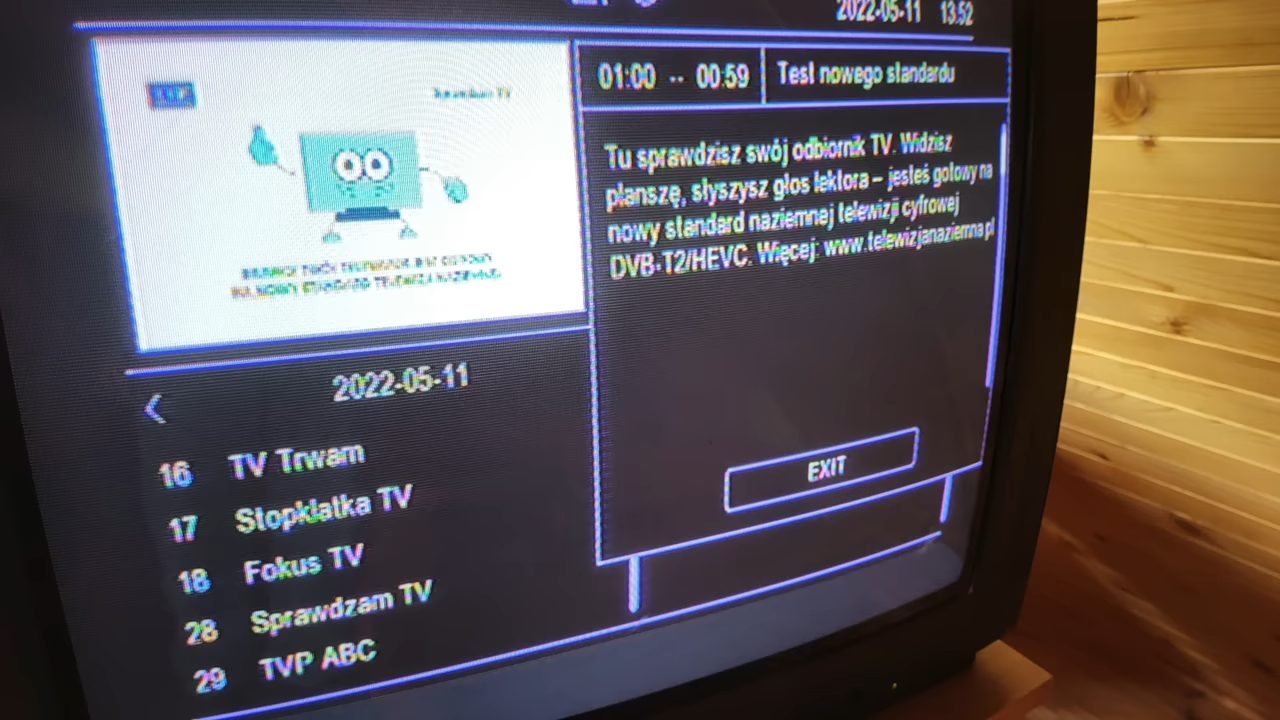 2022-05-11 13:52
01:00 -- 00:59
Test nowego standardu
Tu sprawdzisz swój odbiornik TV. Widzisz
planszę, słyszysz głos lektora – jesteś gotowy na
nowy standard naziemnej telewizji cyfrowej
DVB-T2/HEVC. Więcej: www.telewizjanaziemna.pl
EXIT
2022-05-11
<
16 TV Trwam
17 Stopklatka TV
18 Fokus TV
28 Sprawdzam TV
29 TVP ABC